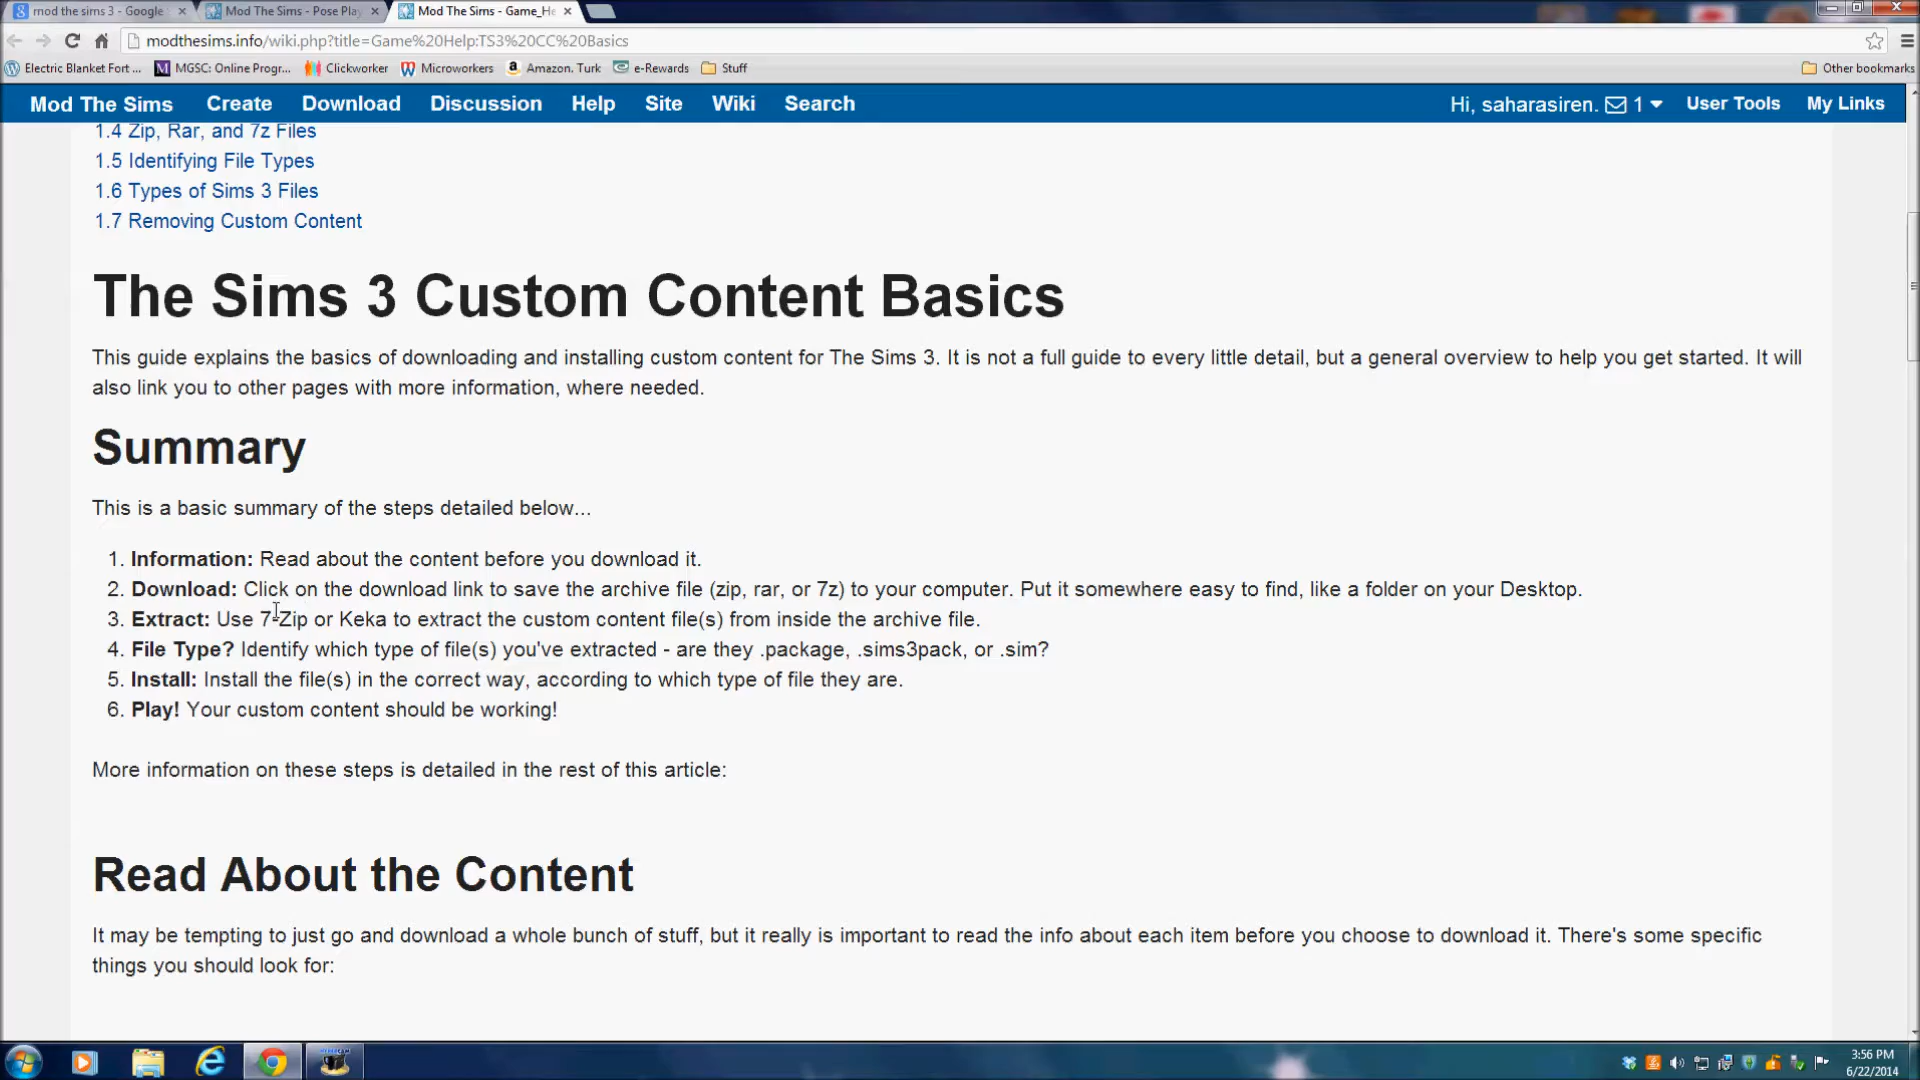 mod the sims 3 - Google
Mod The Sims - Pose Play
Mod The Sims - Game_He
modthesims.info/wiki.php?title=Game%20Help:TS3%20CC%20Basics
Electric Blanket Fort ...
MGSC: Online Progr...
Clickworker
Microworkers
Amazon. Turk
e-Rewards
Stuff
Other bookmarks
Mod The Sims Create Download Discussion Help Site Wiki Search Hi, saharasiren. 1 User Tools My Links
1.4 Zip, Rar, and 7z Files
1.5 Identifying File Types
1.6 Types of Sims 3 Files
1.7 Removing Custom Content
The Sims 3 Custom Content Basics
This guide explains the basics of downloading and installing custom content for The Sims 3. It is not a full guide to every little detail, but a general overview to help you get started. It will
also link you to other pages with more information, where needed.
Summary
This is a basic summary of the steps detailed below...
1. Information: Read about the content before you download it.
2. Download: Click on the download link to save the archive file (zip, rar, or 7z) to your computer. Put it somewhere easy to find, like a folder on your Desktop.
3. Extract: Use 7-Zip or Keka to extract the custom content file(s) from inside the archive file.
4. File Type? Identify which type of file(s) you've extracted - are they .package, .sims3pack, or .sim?
5. Install: Install the file(s) in the correct way, according to which type of file they are.
6. Play! Your custom content should be working!
More information on these steps is detailed in the rest of this article:
Read About the Content
It may be tempting to just go and download a whole bunch of stuff, but it really is important to read the info about each item before you choose to download it. There's some specific
things you should look for:
3:56 PM
6/22/2014